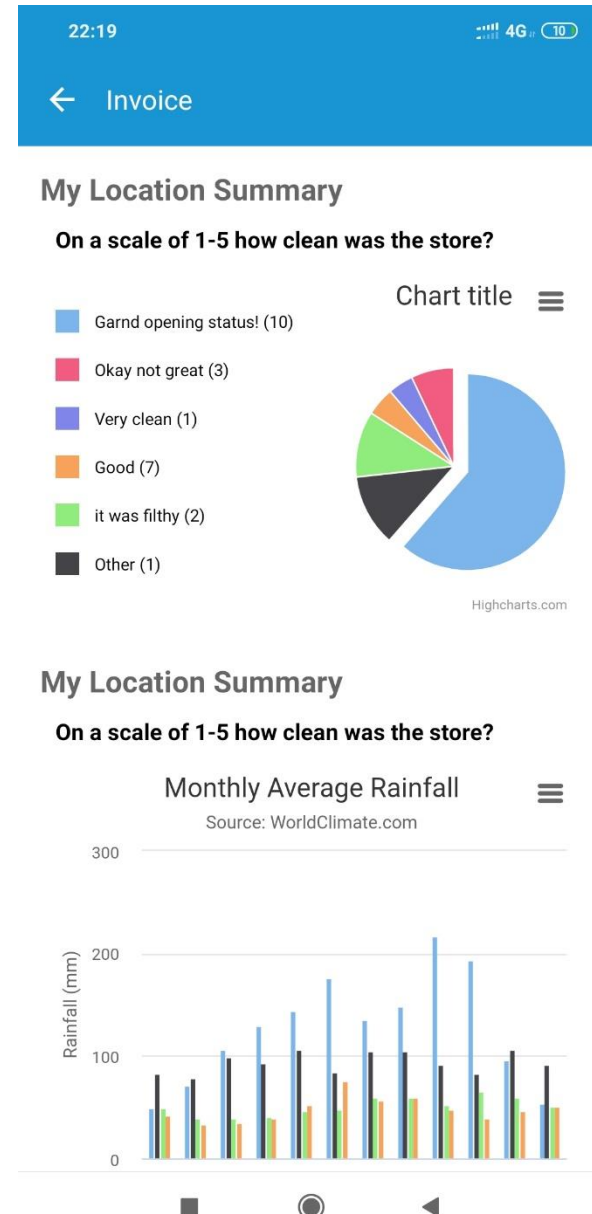 22:19
4G 10
Invoice
My Location Summary
On a scale of 1-5 how clean was the store?
Chart title
Garnd opening status! (10)
Okay not great (3)
Very clean (1)
Good (7)
it was filthy (2)
Other (1)
Highcharts.com
My Location Summary
On a scale of 1-5 how clean was the store?
Monthly Average Rainfall
Source: WorldClimate.com
Rainfall (mm)
300
200
100
0